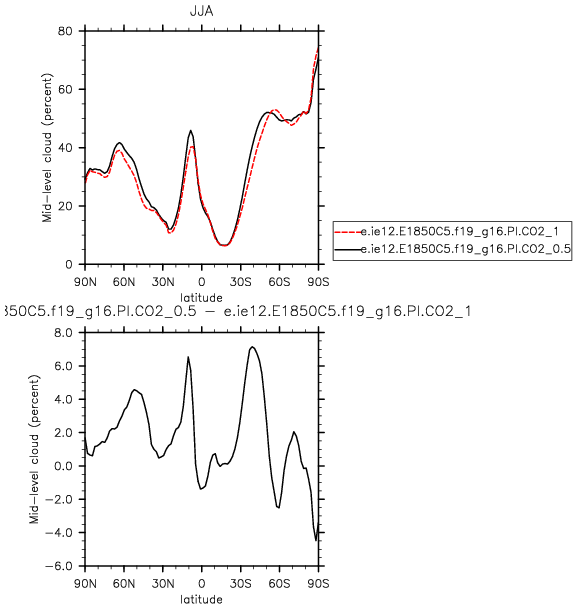 JJA
80
60
40
20
0
Mid-level cloud (percent)
90N 60N 30N 0 30S 60S 90S
latitude
e.ie12.E1850C5.f19_g16.PI.CO2_1
e.ie12.E1850C5.f19_g16.PI.CO2_0.5
850C5.f19_g16.PI.CO2_0.5 − e.ie12.E1850C5.f19_g16.PI.CO2_1
8.0
6.0
4.0
2.0
0.0
−2.0
−4.0
−6.0
Mid-level cloud (percent)
90N 60N 30N 0 30S 60S 90S
latitude